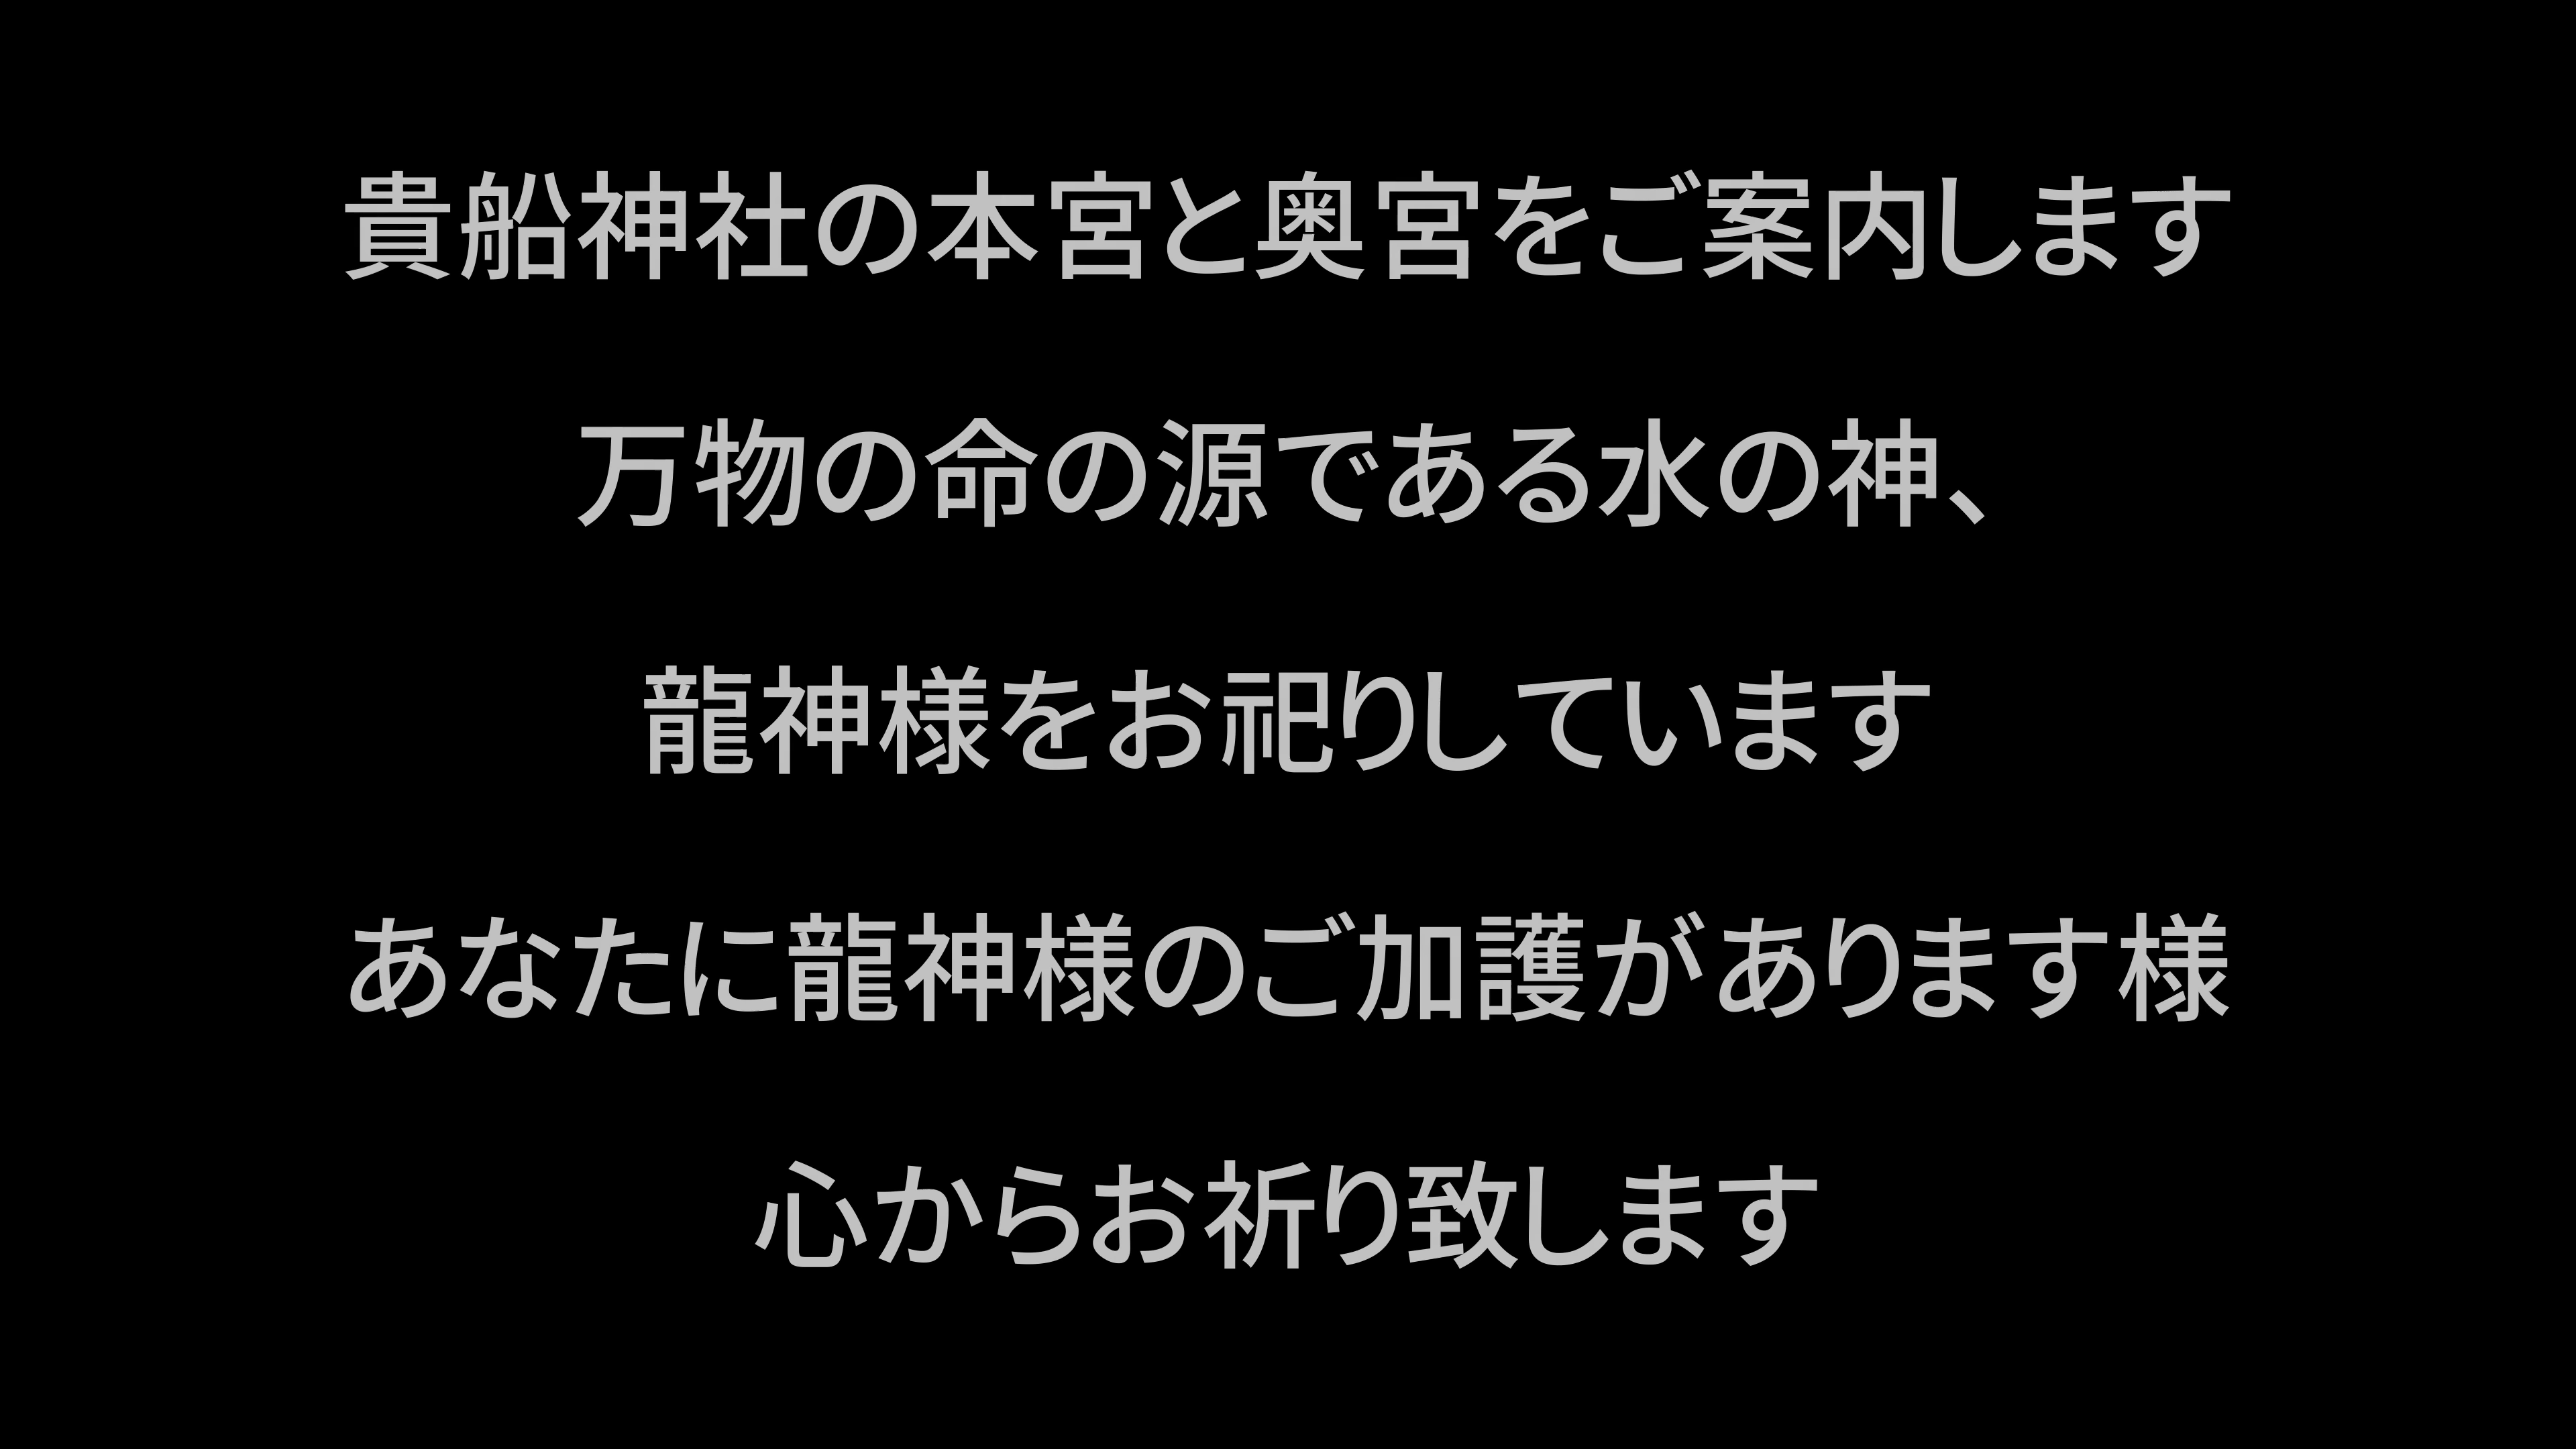 貴船神社の本宮と奥宮をご案内します
万物の命の源である水の神、
龍神様をお祀りしています
あなたに龍神様のご加護があります様
心からお祈り致します